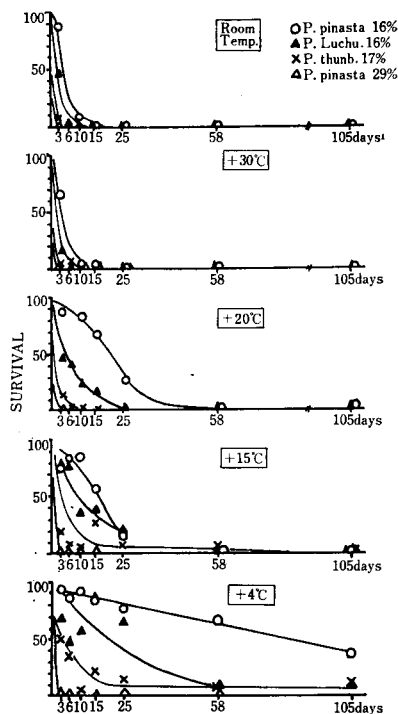 Room
Temp.
P. pinasta 16%
P. Luchu. 16%
P. thunb. 17%
P. pinasta 29%
100
50
3 6 10 15 25 58 105days
+30℃
100
50
3 6 10 15 25 58 105days
+20℃
100
50
3 6 10 15 25 58 105days
SURVIVAL
+15℃
100
50
3 6 10 15 25 58 105days
+4℃
100
50
3 6 10 15 25 58 105days